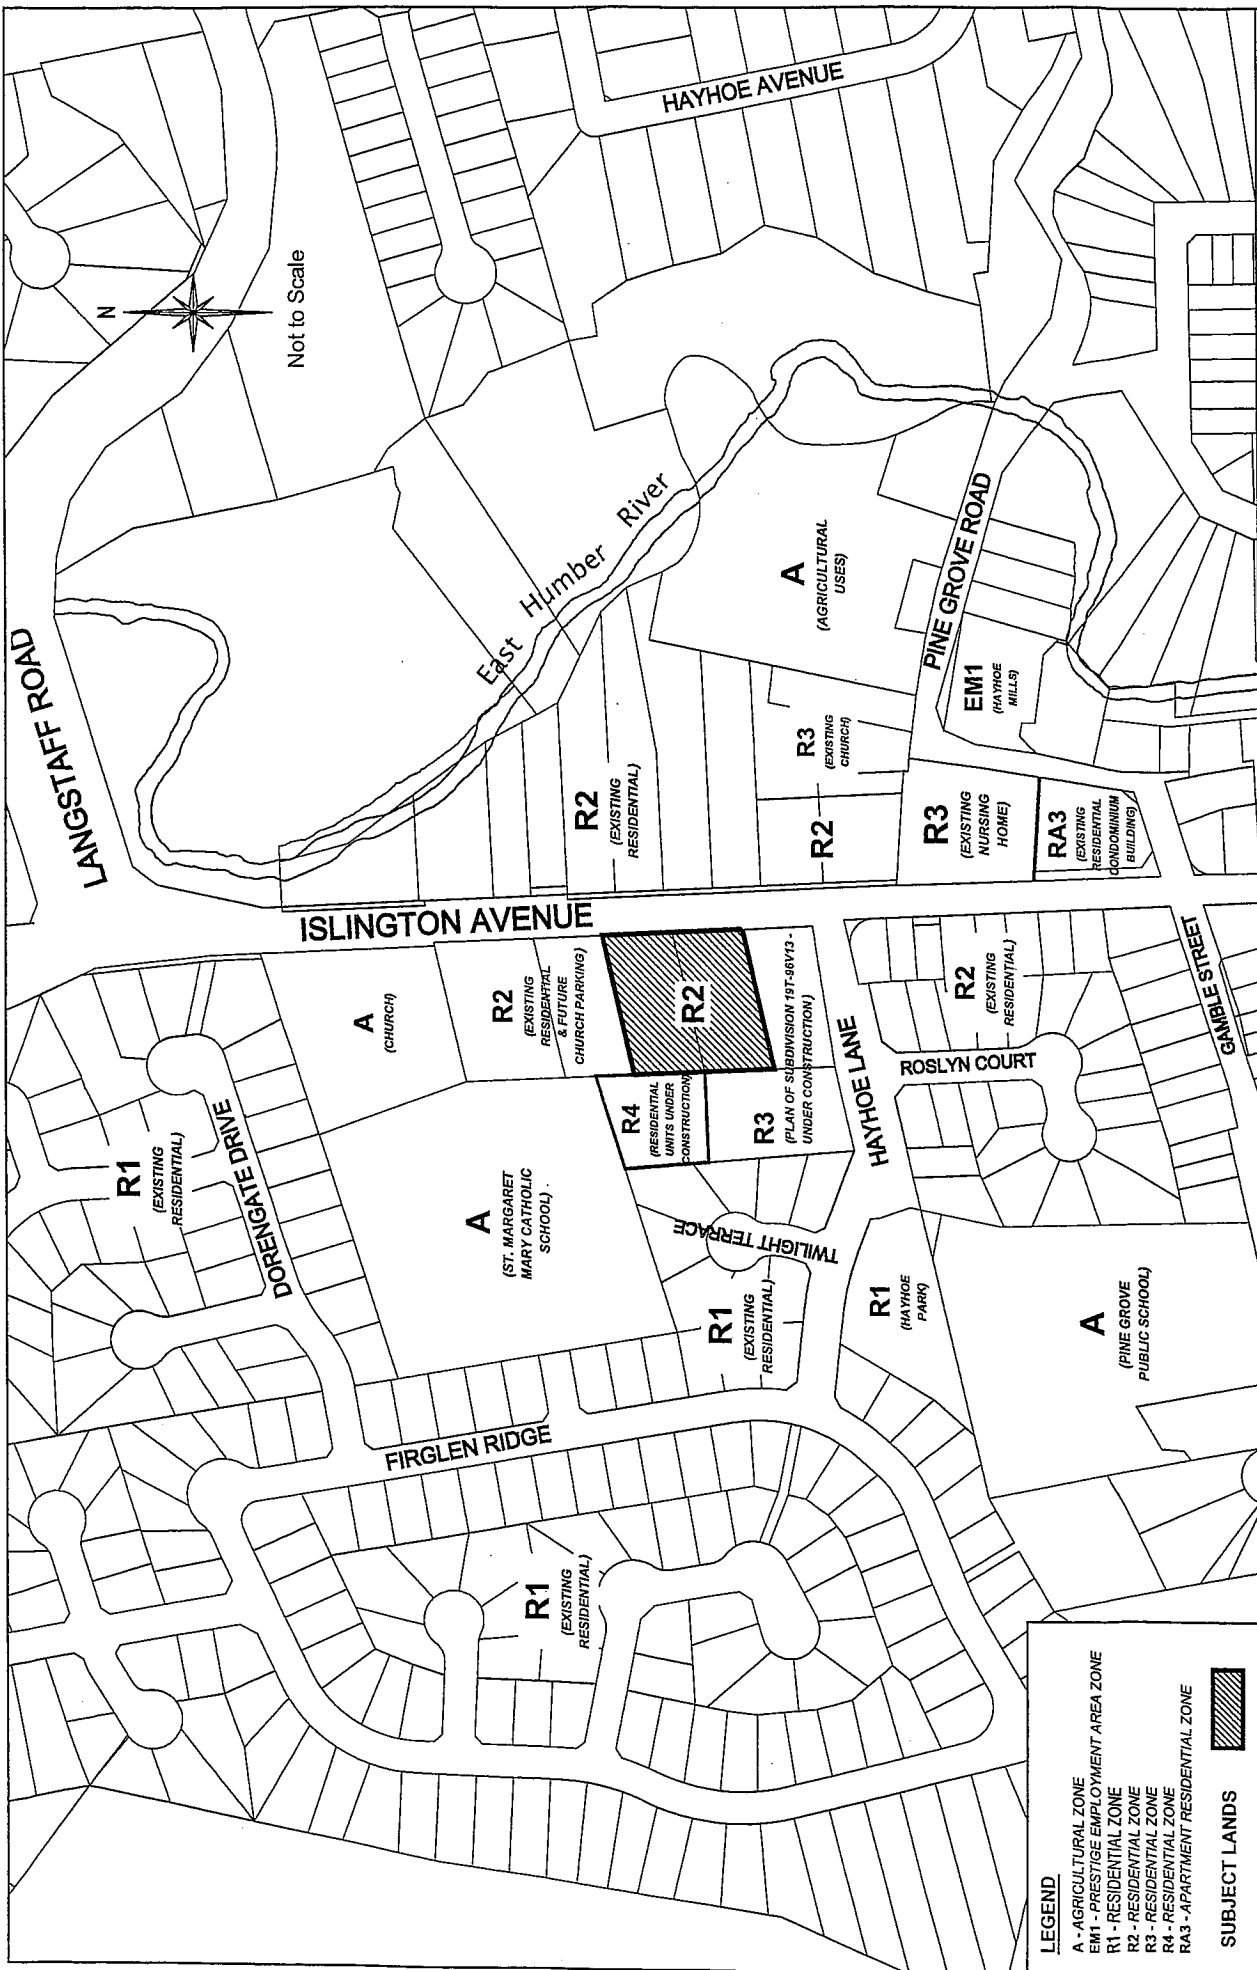 HAYHOE AVENUE
N
Not to Scale
LANGSTAFF ROAD
East Humber River
A
(AGRICULTURAL
USES)
PINE GROVE ROAD
EM1
(HAYHOE
MILLS)
R3
(EXISTING
CHURCH)
R2
(EXISTING
RESIDENTIAL)
R2
R3
(EXISTING
NURSING
HOME)
RA3
(EXISTING
RESIDENTIAL
CONDOMINIUM
BUILDING)
ISLINGTON AVENUE
A
(CHURCH)
R2
(EXISTING
RESIDENTIAL
& FUTURE
CHURCH PARKING)
R2
R4
(RESIDENTIAL
UNITS UNDER
CONSTRUCTION)
R3
(PLAN OF SUBDIVISION 19T-96V13 -
UNDER CONSTRUCTION)
HAYHOE LANE
R2
(EXISTING
RESIDENTIAL)
ROSLYN COURT
GAMBLE STREET
R1
(EXISTING
RESIDENTIAL)
DORENGATE DRIVE
A
(ST. MARGARET
MARY CATHOLIC
SCHOOL)
TWILIGHT TERRACE
R1
(EXISTING
RESIDENTIAL)
R1
(HAYHOE
PARK)
A
(PINE GROVE
PUBLIC SCHOOL)
FIRGLEN RIDGE
R1
(EXISTING
RESIDENTIAL)
LEGEND
A - AGRICULTURAL ZONE
EM1 - PRESTIGE EMPLOYMENT AREA ZONE
R1 - RESIDENTIAL ZONE
R2 - RESIDENTIAL ZONE
R3 - RESIDENTIAL ZONE
R4 - RESIDENTIAL ZONE
RA3 - APARTMENT RESIDENTIAL ZONE
SUBJECT LANDS